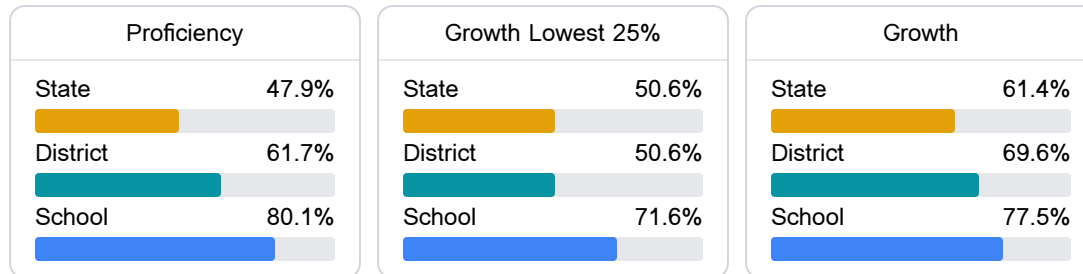 Proficiency
State 47.9%
District 61.7%
School 80.1%
Growth Lowest 25%
State 50.6%
District 50.6%
School 71.6%
Growth
State 61.4%
District 69.6%
School 77.5%